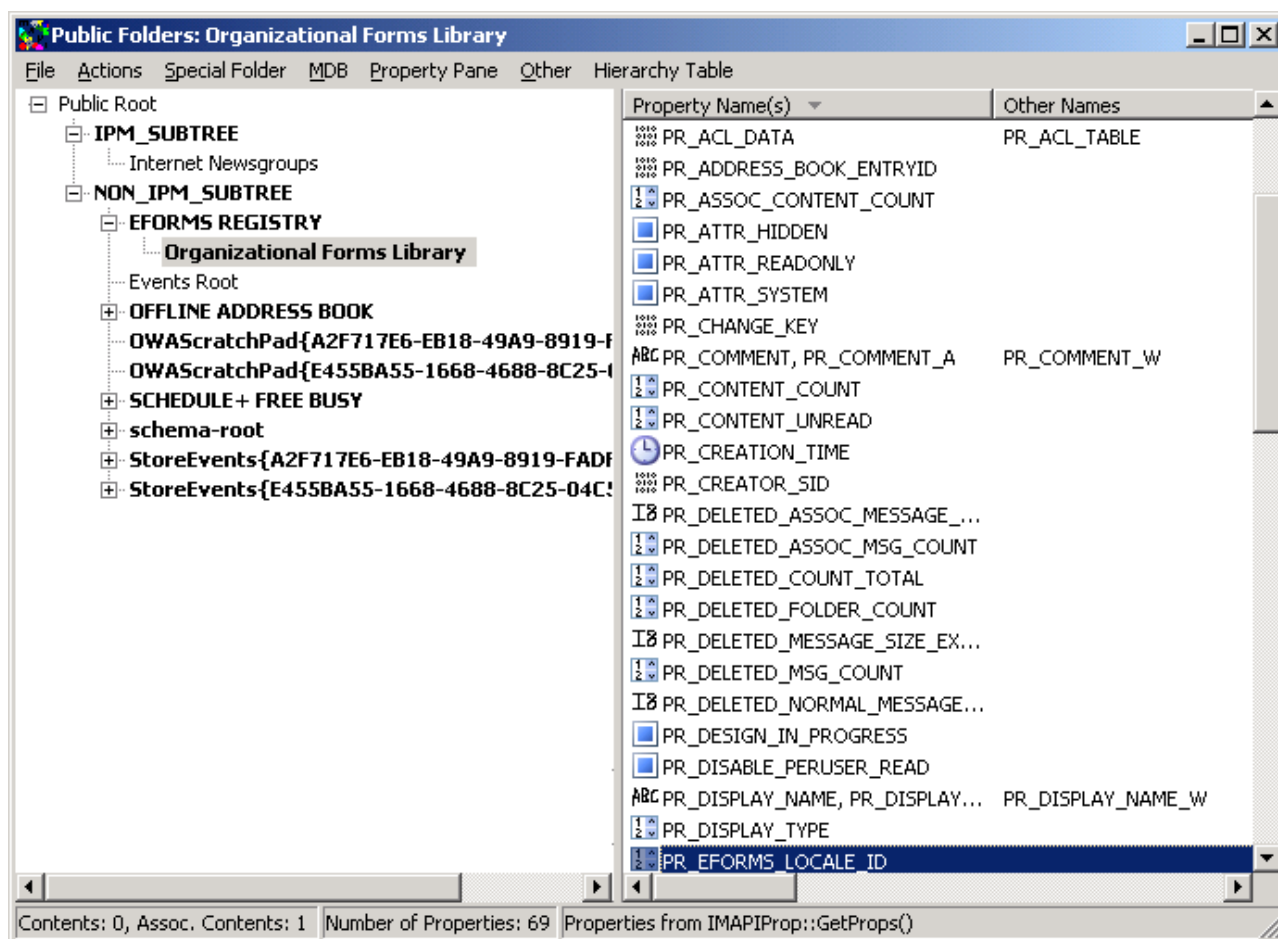 Public Folders: Organizational Forms Library
File Actions Special Folder MDB Property Pane Other Hierarchy Table
Public Root
IPM_SUBTREE
Internet Newsgroups
NON_IPM_SUBTREE
EFORMS REGISTRY
Organizational Forms Library
Events Root
OFFLINE ADDRESS BOOK
OWAScratchPad{A2F717E6-EB18-49A9-8919-F
OWAScratchPad{E455BA55-1668-4688-8C25-0
SCHEDULE+ FREE BUSY
schema-root
StoreEvents{A2F717E6-EB18-49A9-8919-FADF
StoreEvents{E455BA55-1668-4688-8C25-04C5
Property Name(s) Other Names
PR_ACL_DATA PR_ACL_TABLE
PR_ADDRESS_BOOK_ENTRYID
PR_ASSOC_CONTENT_COUNT
PR_ATTR_HIDDEN
PR_ATTR_READONLY
PR_ATTR_SYSTEM
PR_CHANGE_KEY
PR_COMMENT, PR_COMMENT_A PR_COMMENT_W
PR_CONTENT_COUNT
PR_CONTENT_UNREAD
PR_CREATION_TIME
PR_CREATOR_SID
PR_DELETED_ASSOC_MESSAGE_...
PR_DELETED_ASSOC_MSG_COUNT
PR_DELETED_COUNT_TOTAL
PR_DELETED_FOLDER_COUNT
PR_DELETED_MESSAGE_SIZE_EX...
PR_DELETED_MSG_COUNT
PR_DELETED_NORMAL_MESSAGE...
PR_DESIGN_IN_PROGRESS
PR_DISABLE_PERUSER_READ
PR_DISPLAY_NAME, PR_DISPLAY... PR_DISPLAY_NAME_W
PR_DISPLAY_TYPE
PR_EFORMS_LOCALE_ID
Contents: 0, Assoc. Contents: 1 Number of Properties: 69 Properties from IMAPIProp::GetProps()